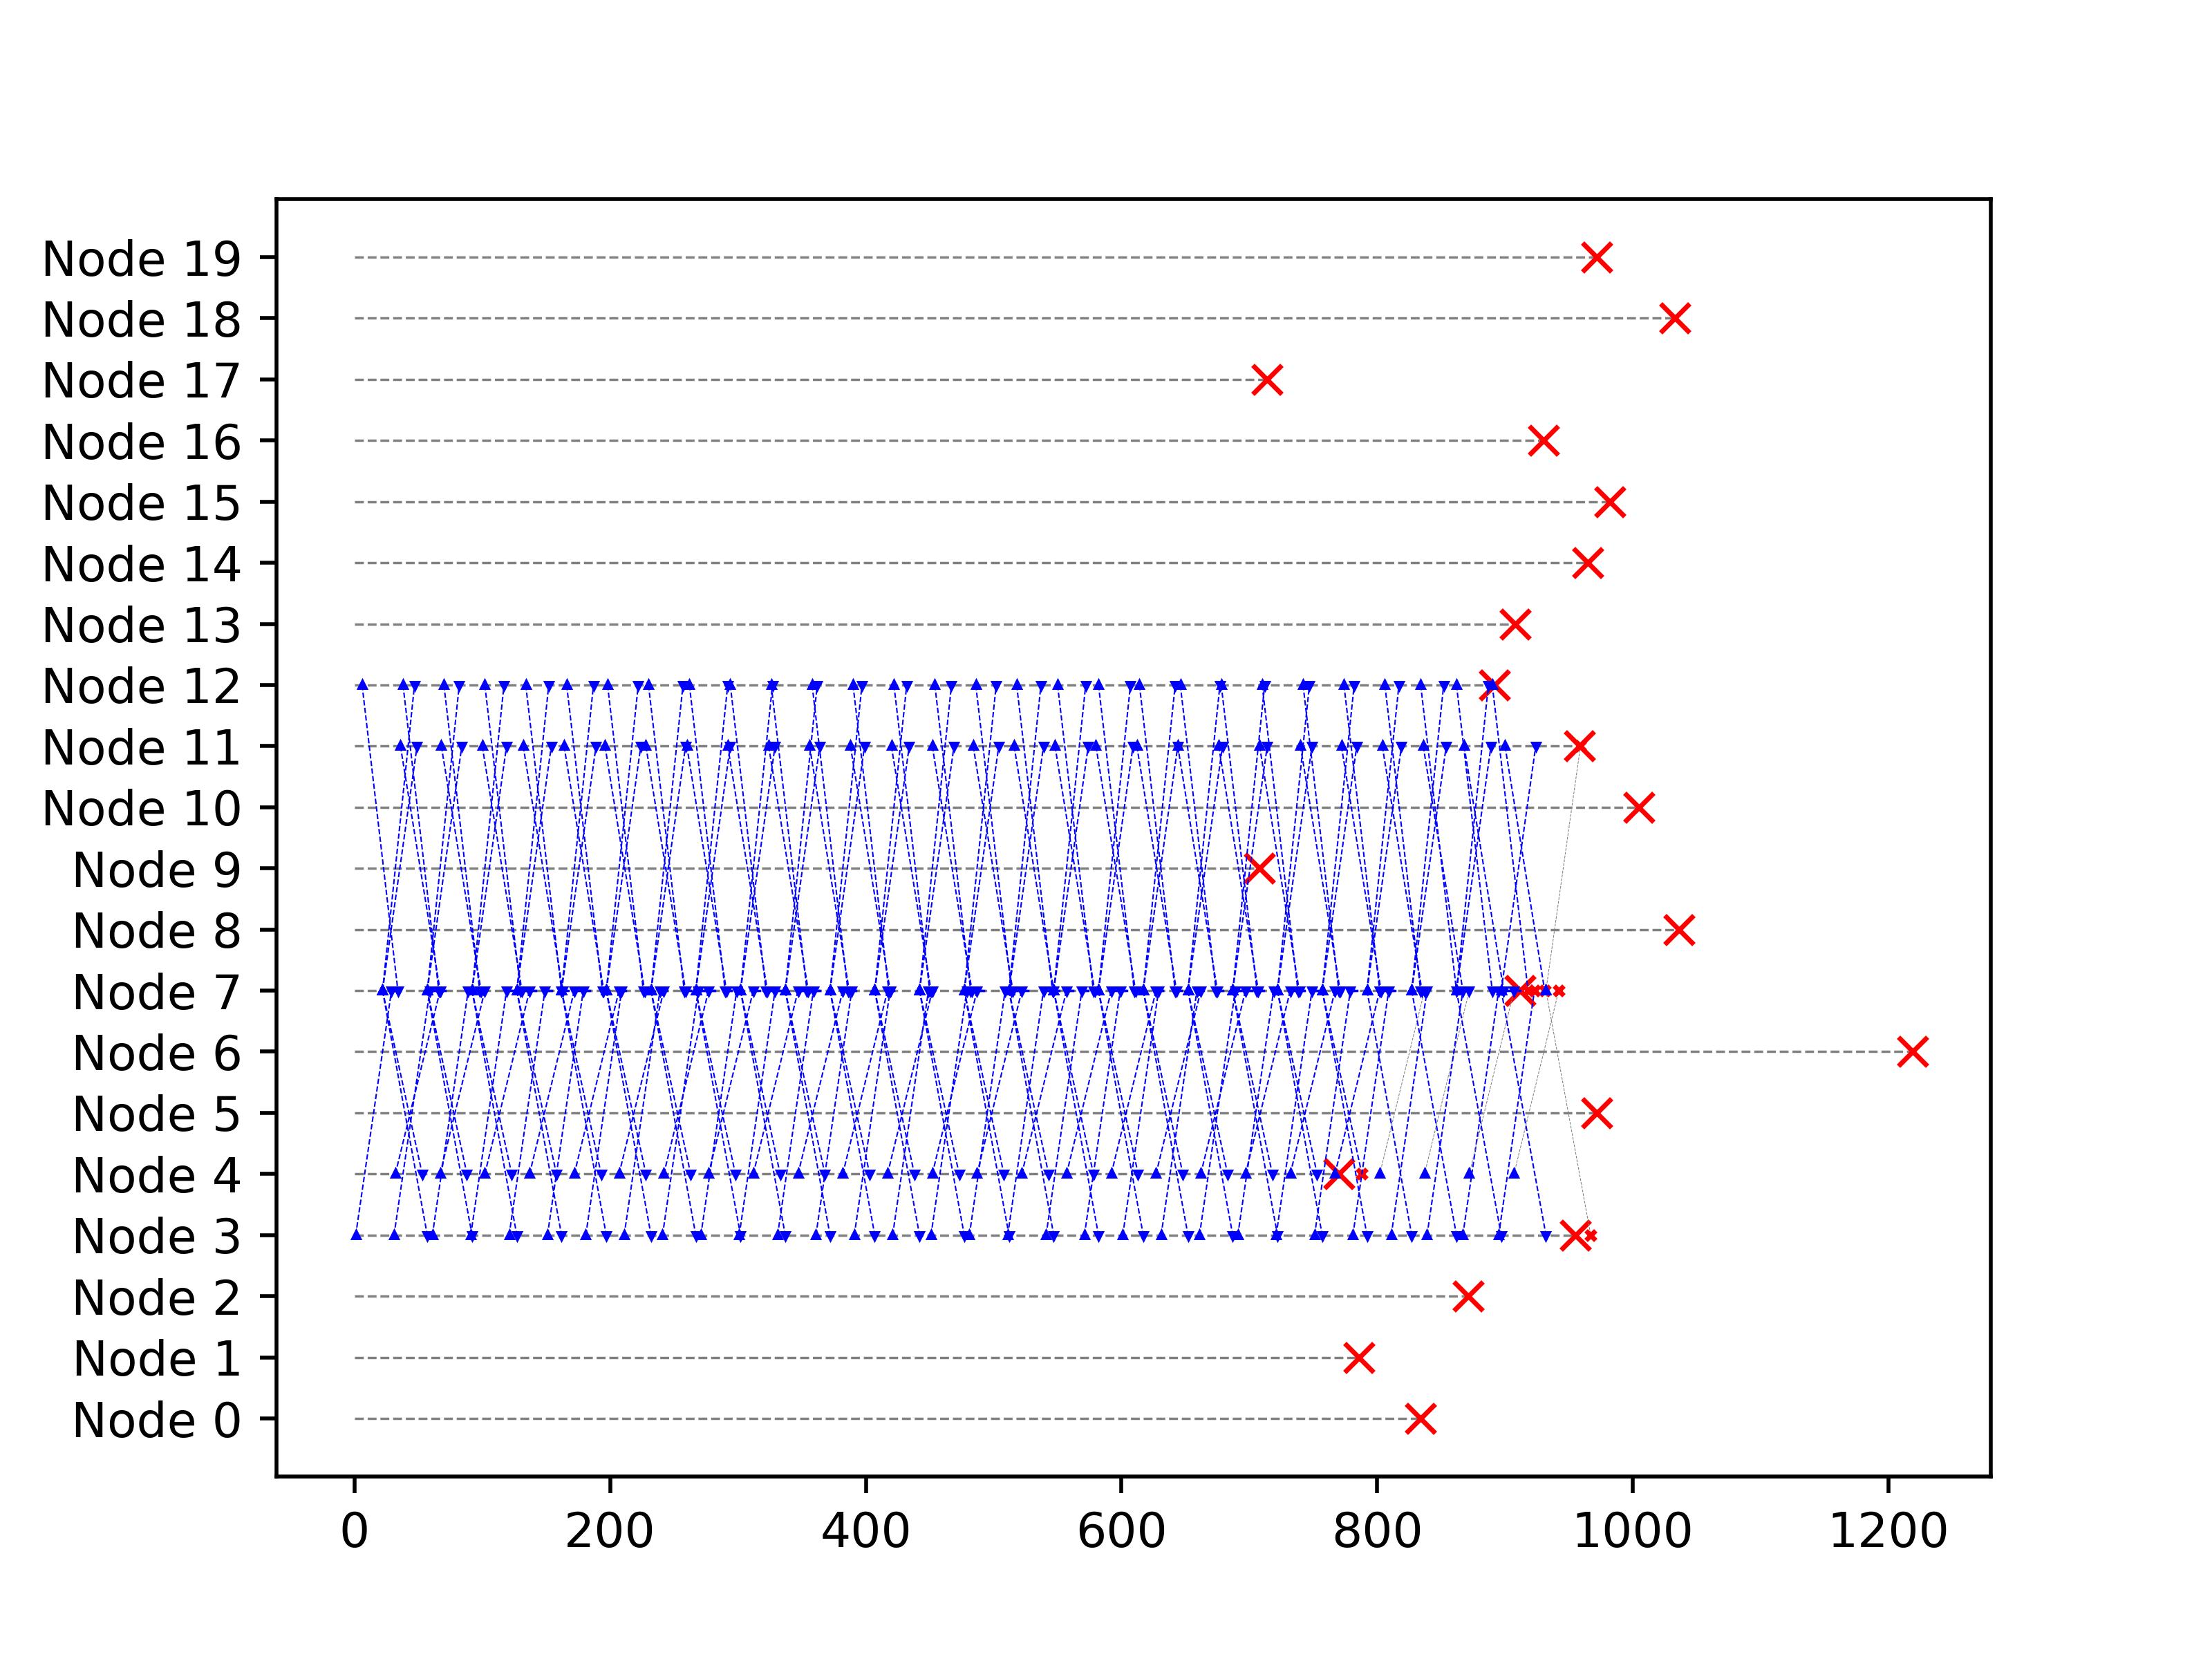 Node 19
Node 18
Node 17
Node 16
Node 15
Node 14
Node 13
Node 12
Node 11
Node 10
Node 9
Node 8
Node 7
Node 6
Node 5
Node 4
Node 3
Node 2
Node 1
Node 0
0 200 400 600 800 1000 1200